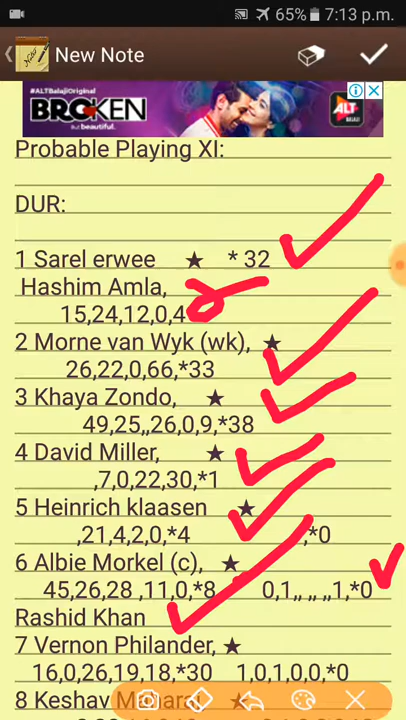 65% 7:13 p.m.
New Note
#ALTBalajiOriginal
BROKEN
But beautiful.
ALT
BALAJI
Probable Playing XI:
DUR:
1 Sarel erwee ★ * 32
Hashim Amla,
15,24,12,0,4
2 Morne van Wyk (wk), ★
26,22,0,66,*33
3 Khaya Zondo, ★
49,25,,26,0,9,*38
4 David Miller, ★
,7,0,22,30,*1
5 Heinrich klaasen ★
,21,4,2,0,*4 ,*0
6 Albie Morkel (c), ★
45,26,28 ,11,0,*8 0,1,,,,,1,*0
Rashid Khan
7 Vernon Philander, ★
16,0,26,19,18,*30 1,0,1,0,0,*0
8 Keshav Maharaj ★